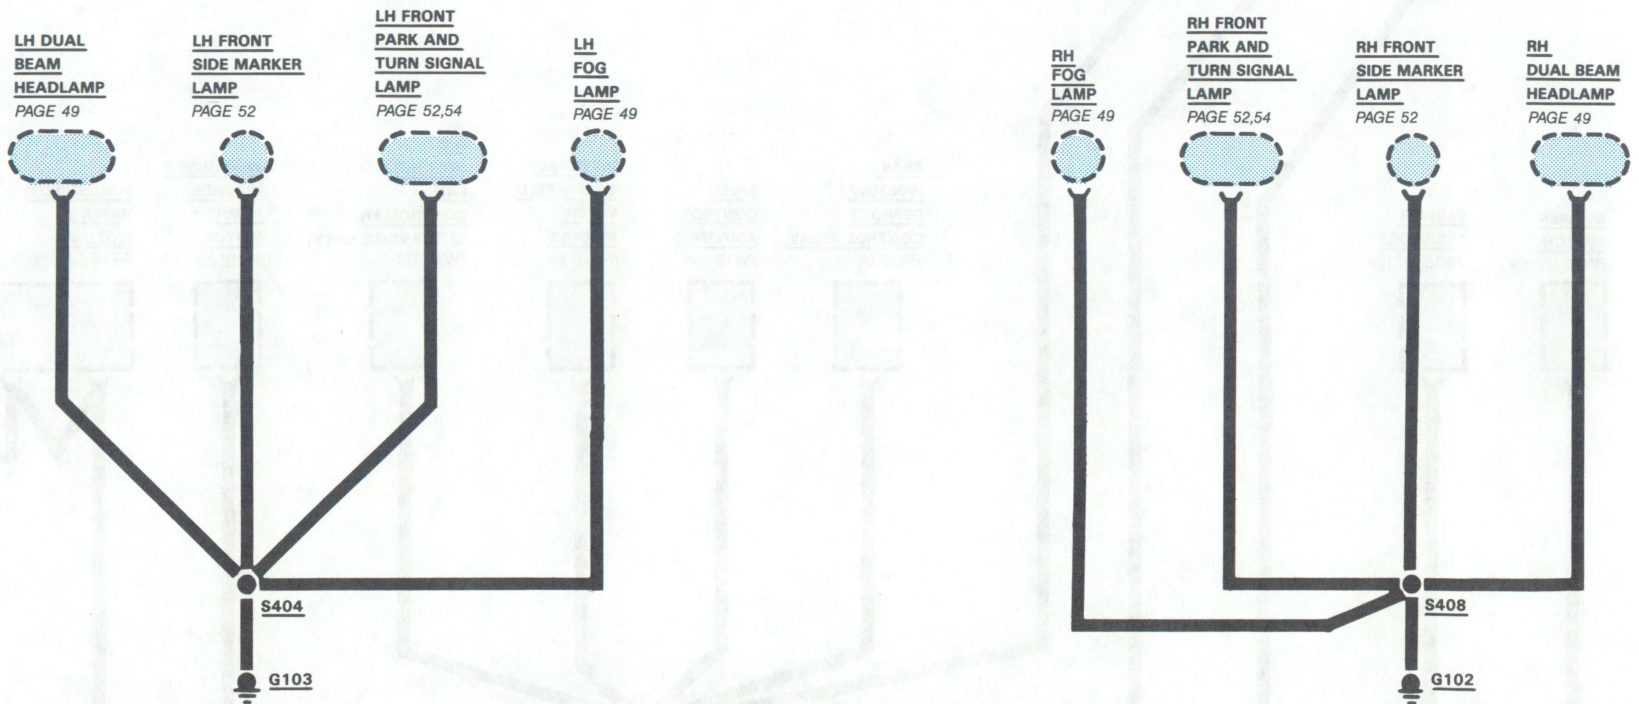 LH DUAL
BEAM
HEADLAMP
PAGE 49
LH FRONT
SIDE MARKER
LAMP
PAGE 52
LH FRONT
PARK AND
TURN SIGNAL
LAMP
PAGE 52,54
LH
FOG
LAMP
PAGE 49
RH
FOG
LAMP
PAGE 49
RH FRONT
PARK AND
TURN SIGNAL
LAMP
PAGE 52,54
RH FRONT
SIDE MARKER
LAMP
PAGE 52
RH
DUAL BEAM
HEADLAMP
PAGE 49
S404
G103
S408
G102